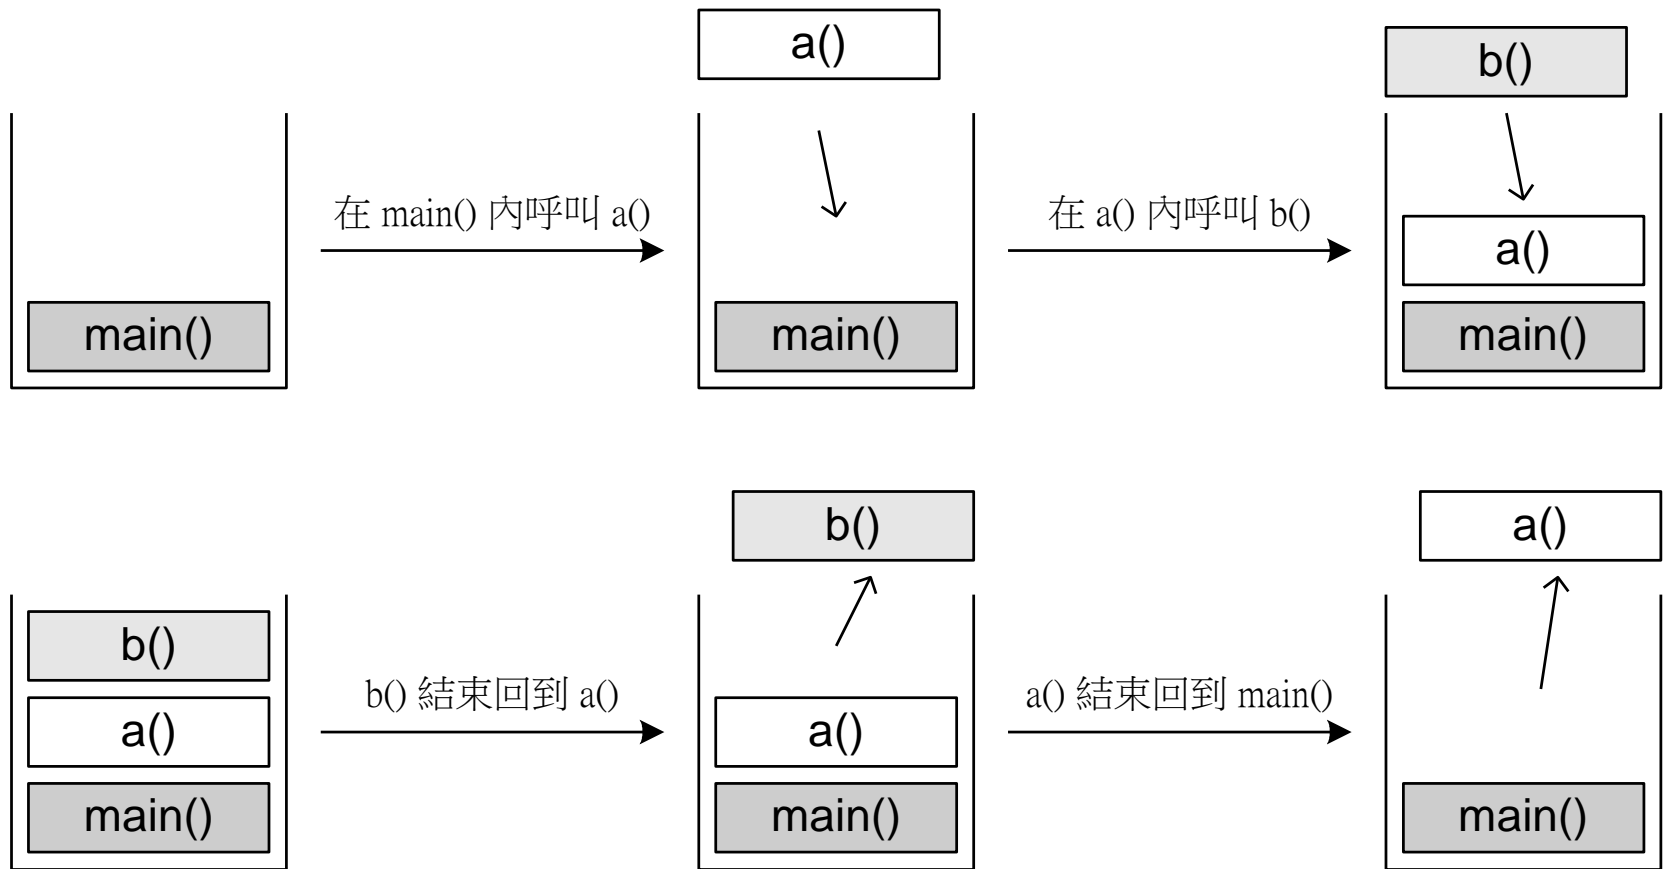 a()
b()
在 main() 內呼叫 a()
在 a() 內呼叫 b()
a()
main()
main()
main()
b()
a()
b()
b() 結束回到 a()
a() 結束回到 main()
a()
a()
main()
main()
main()